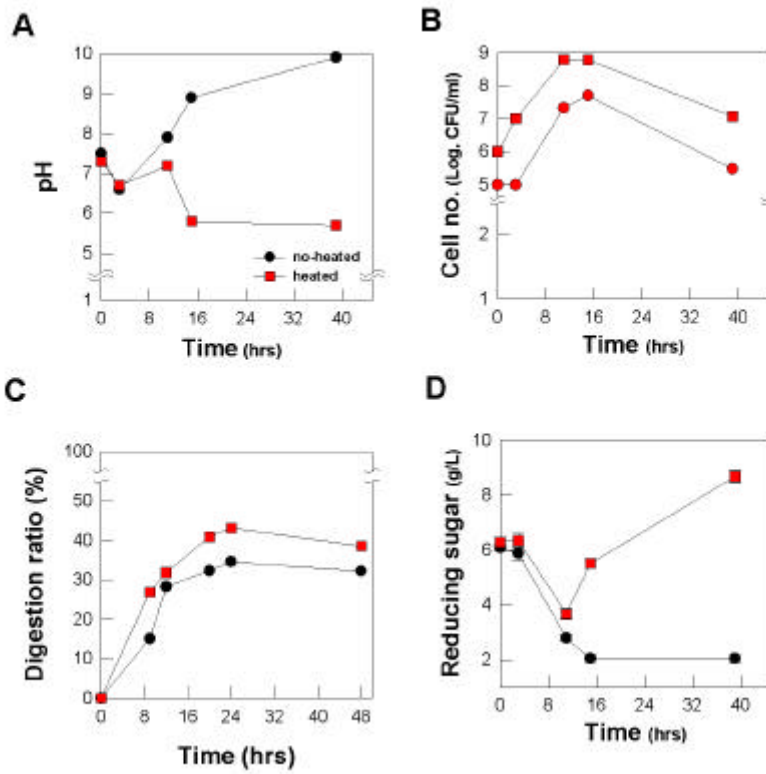 A
10
9
8
7
6
5
1
pH
no-heated
heated
0 8 16 24 32 40
Time (hrs)
B
9
8
7
6
5
2
1
Cell no. (Log. CFU/ml)
0 8 16 24 32 40
Time (hrs)
C
100
50
40
30
20
10
0
Digestion ratio (%)
0 8 16 24 32 40 48
Time (hrs)
D
10
8
6
4
2
Reducing sugar (g/L)
0 8 16 24 32 40
Time (hrs)